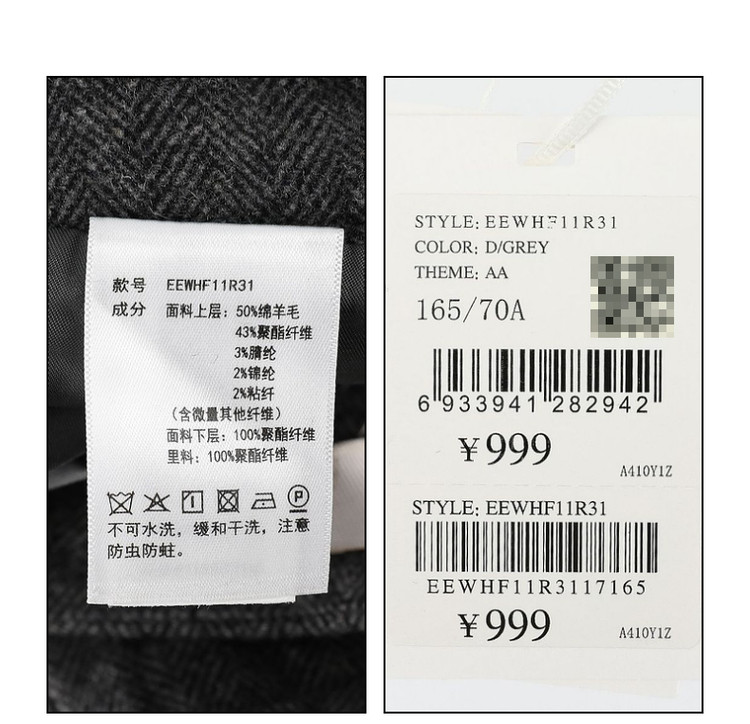 款号 EEWHF11R31
成分 面料上层：50%绵羊毛
43%聚酯纤维
3%腈纶
2%锦纶
2%粘纤
（含微量其他纤维）
面料下层：100%聚酯纤维
里料：100%聚酯纤维
P
不可水洗，缓和干洗，注意
防虫防蛀。
STYLE: EEWHF11R31
COLOR: D/GREY
THEME: AA
165/70A
6 933941 282942
¥999
A410Y1Z
STYLE: EEWHF11R31
EEWHF11R3117165
¥999
A410Y1Z